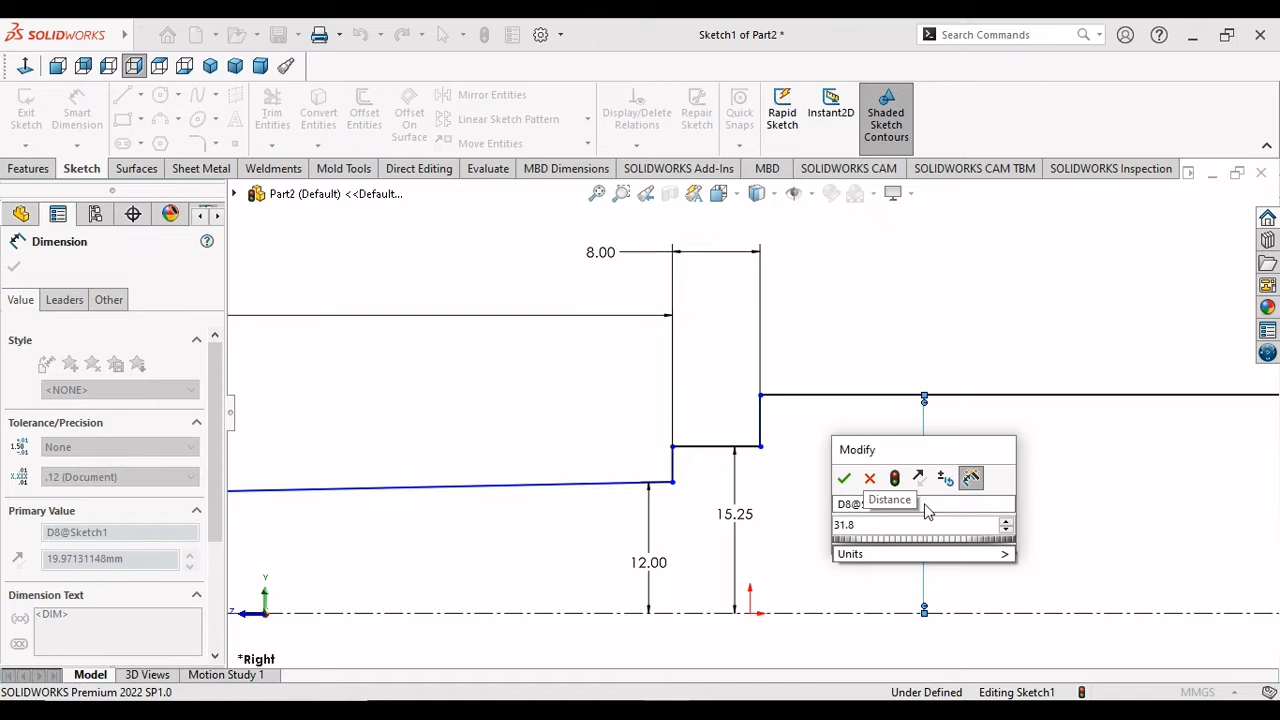 SOLIDWORKS
Sketch1 of Part2 *
Search Commands
Exit Sketch
Smart Dimension
Trim Entities
Convert Entities
Offset Entities
Offset On Surface
Mirror Entities
Linear Sketch Pattern
Move Entities
Display/Delete Relations
Repair Sketch
Quick Snaps
Rapid Sketch
Instant2D
Shaded Sketch Contours
Features Sketch Surfaces Sheet Metal Weldments Mold Tools Direct Editing Evaluate MBD Dimensions SOLIDWORKS Add-Ins MBD SOLIDWORKS CAM SOLIDWORKS CAM TBM SOLIDWORKS Inspection
Part2 (Default) <<Default...
Dimension
Value Leaders Other
Style
<NONE>
Tolerance/Precision
1.50 None
.12 (Document)
Primary Value
D8@Sketch1
19.97131148mm
Dimension Text
<DIM>
8.00
15.25
12.00
Modify
D8@S
Distance
31.8
Units >
Y
Z
*Right
Model 3D Views Motion Study 1
SOLIDWORKS Premium 2022 SP1.0
Under Defined Editing Sketch1 MMGS